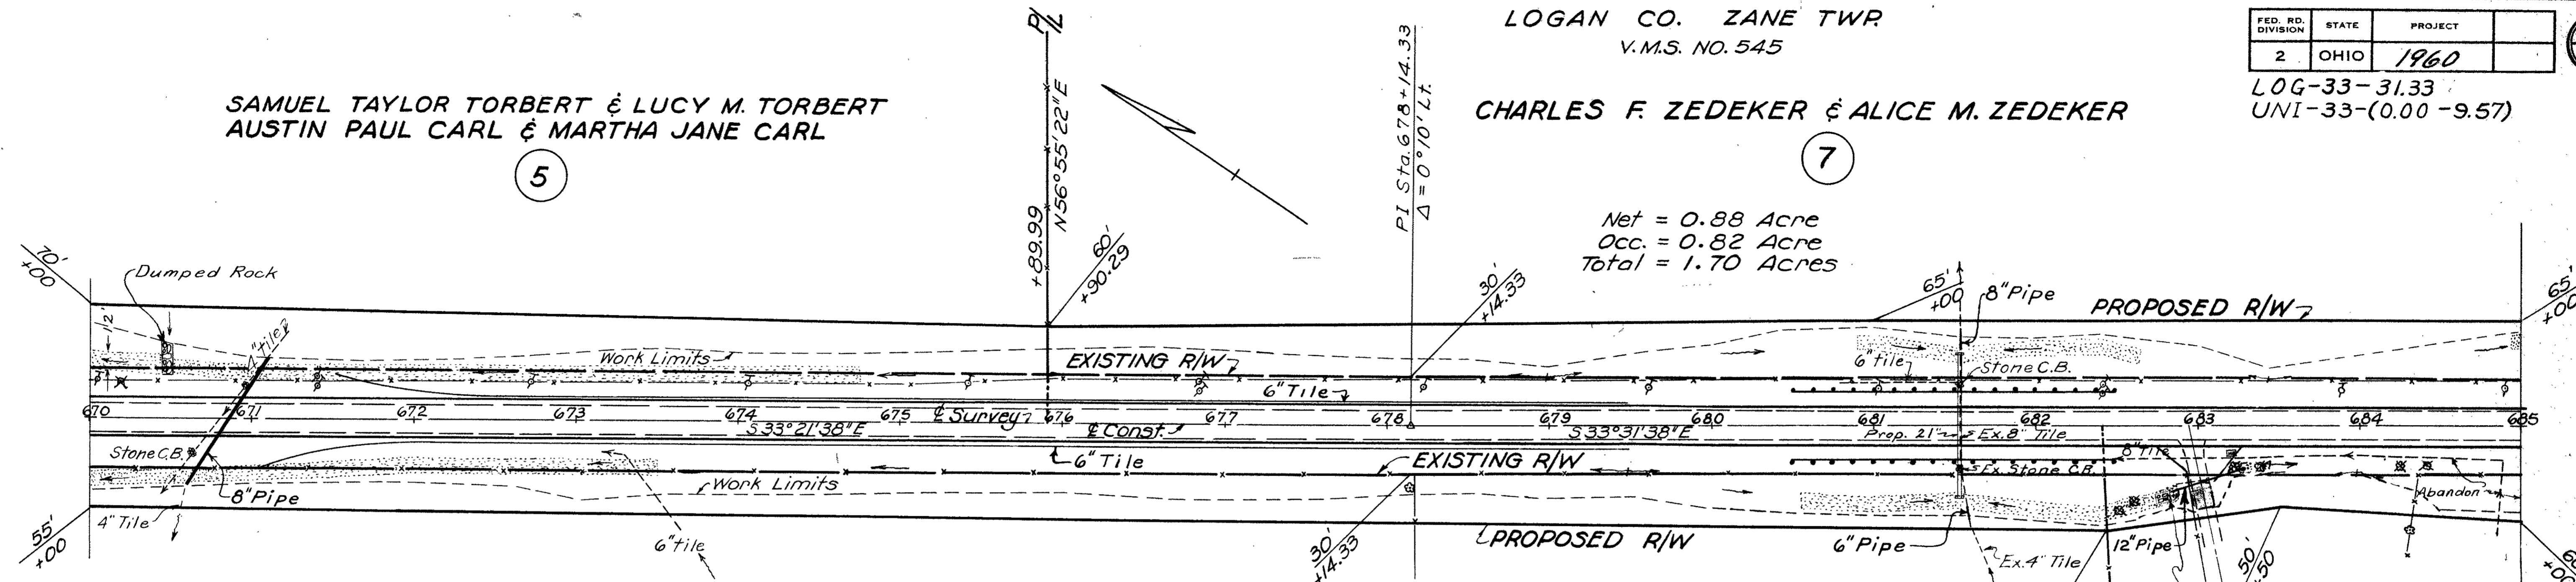 LOGAN CO. ZANE TWP.
V.M.S. NO. 545
FED. RD. DIVISION STATE PROJECT
2 OHIO 1960
LOG-33-31.33
UNI-33-(0.00-9.57)
SAMUEL TAYLOR TORBERT & LUCY M. TORBERT
AUSTIN PAUL CARL & MARTHA JANE CARL
5
P/L
N56°55'22"E
+89.99
60'
+90.29
PI Sta. 678+14.33
Δ = 0°10' Lt.
CHARLES F. ZEDEKER & ALICE M. ZEDEKER
7
Net = 0.88 Acre
Occ. = 0.82 Acre
Total = 1.70 Acres
70'
+00
Dumped Rock
30'
+14.33
65'
+00
8" Pipe
PROPOSED R/W
65'
+00
12'
4" tile
Work Limits
EXISTING R/W
6" Tile
6" tile
Stone C.B.
670 671 672 673 674 675 ℄ Survey 676 677 678 679 680 681 682 683 684 685
S33°21'38"E
℄ Const.
S33°31'38"E
Prop. 21'
Ex. 8" Tile
Stone C.B.
6" Tile
EXISTING R/W
Ex. Stone C.B.
8" Tile
8" Pipe
Work Limits
Abandon
4" Tile
55'
+00
6" tile
30'
+14.33
PROPOSED R/W
6" Pipe
Ex. 4" Tile
12" Pipe
50'
+50